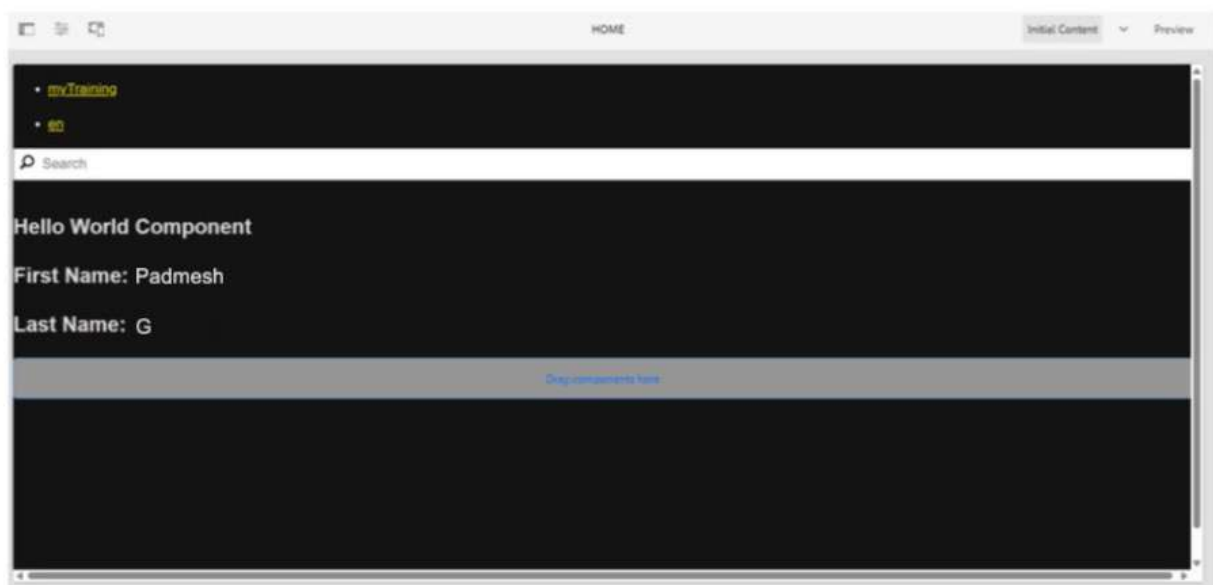 HOME Initial Content Preview
myTraining
en
Search
Hello World Component
First Name: Padmesh
Last Name: G
Drag components here